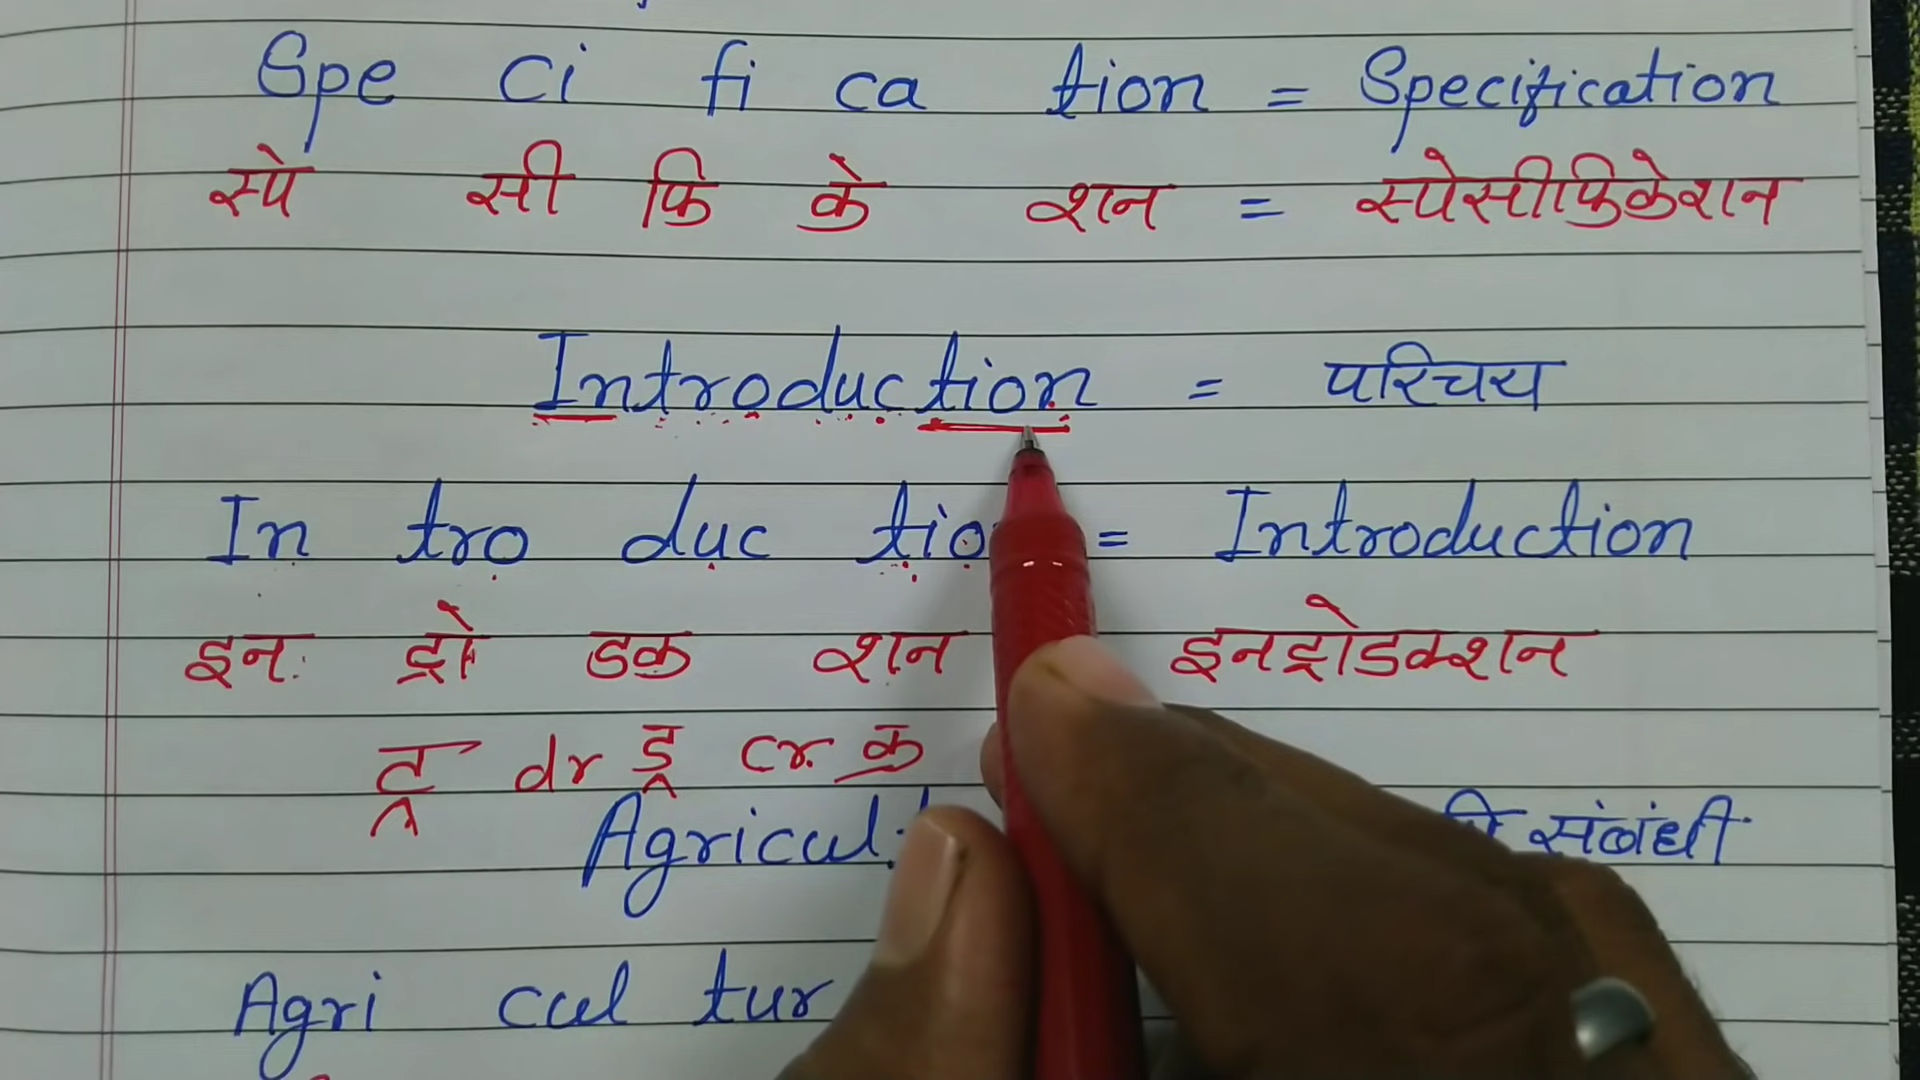 Spe Ci fi ca tion = Specification
स्पे सी फि के शन = स्पेसीफिकेशन
Introduction = परिचय
In tro duc = Introduction
इन ट्रो डक शन इनट्रोडक्शन
ट्र dr ड्र cr. क्र
संबंधी
Agri cul tur